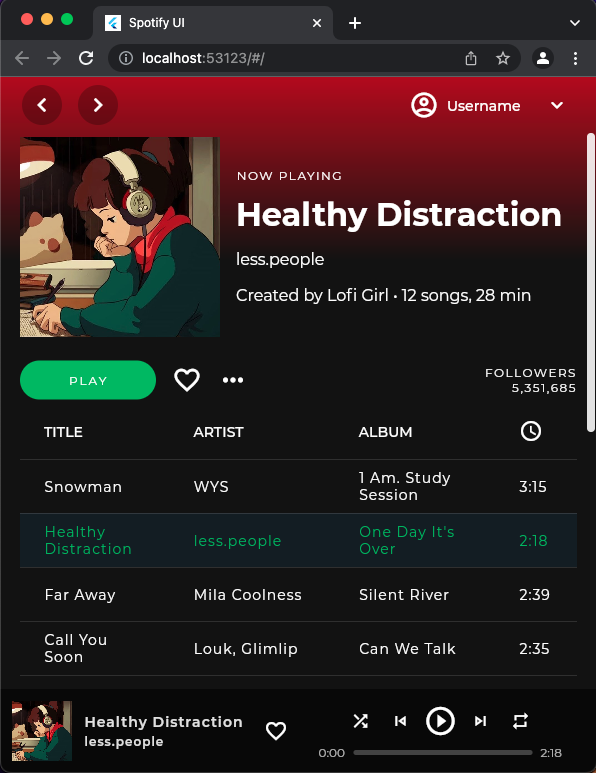 Spotify UI
localhost:53123/#/
Username
NOW PLAYING
Healthy Distraction
less.people
Created by Lofi Girl • 12 songs, 28 min
PLAY
FOLLOWERS
5,351,685
TITLE ARTIST ALBUM
Snowman WYS 1 Am. Study
Session 3:15
Healthy
Distraction less.people One Day It's
Over 2:18
Far Away Mila Coolness Silent River 2:39
Call You
Soon Louk, Glimlip Can We Talk 2:35
Healthy Distraction
less.people
0:00 2:18